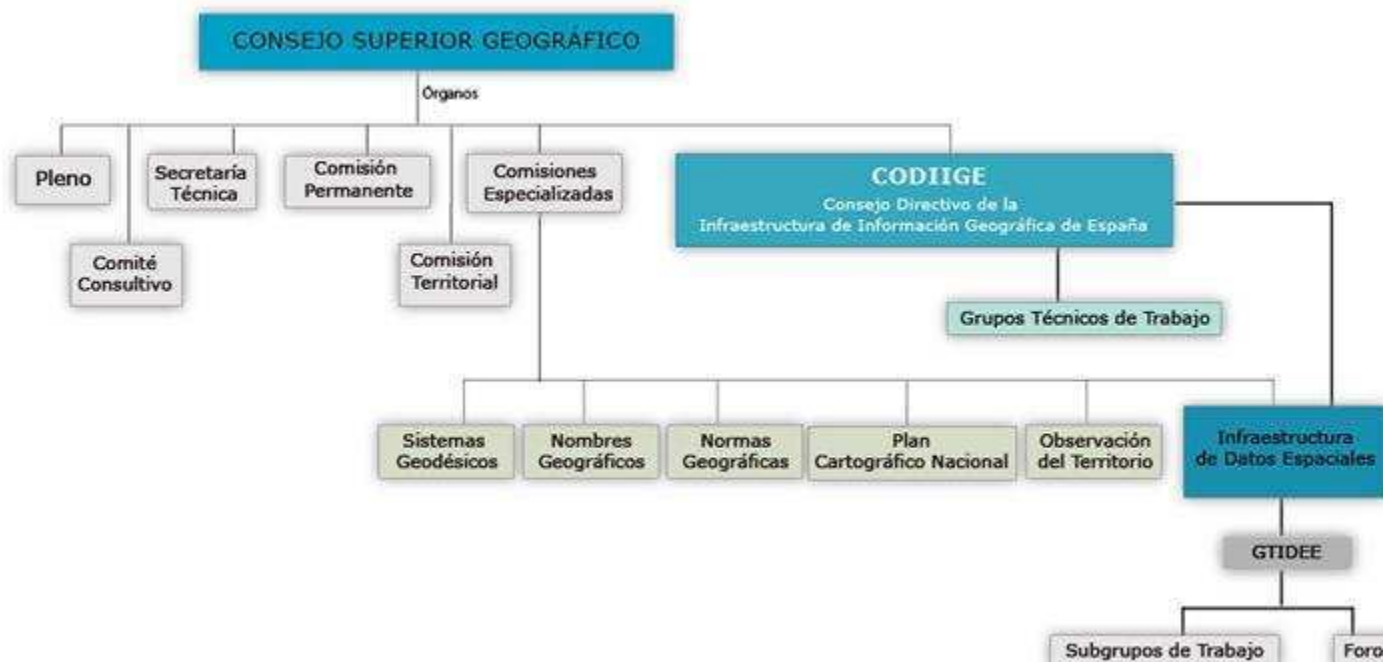 CONSEJO SUPERIOR GEOGRÁFICO
Órganos
Pleno
Secretaría
Técnica
Comisión
Permanente
Comisiones
Especializadas
CODIIGE
Consejo Directivo de la
Infraestructura de Información Geográfica de España
Comité
Consultivo
Comisión
Territorial
Grupos Técnicos de Trabajo
Sistemas
Geodésicos
Nombres
Geográficos
Normas
Geográficas
Plan
Cartográfico Nacional
Observación
del Territorio
Infraestructura
de Datos Espaciales
GTIDEE
Subgrupos de Trabajo
Foro